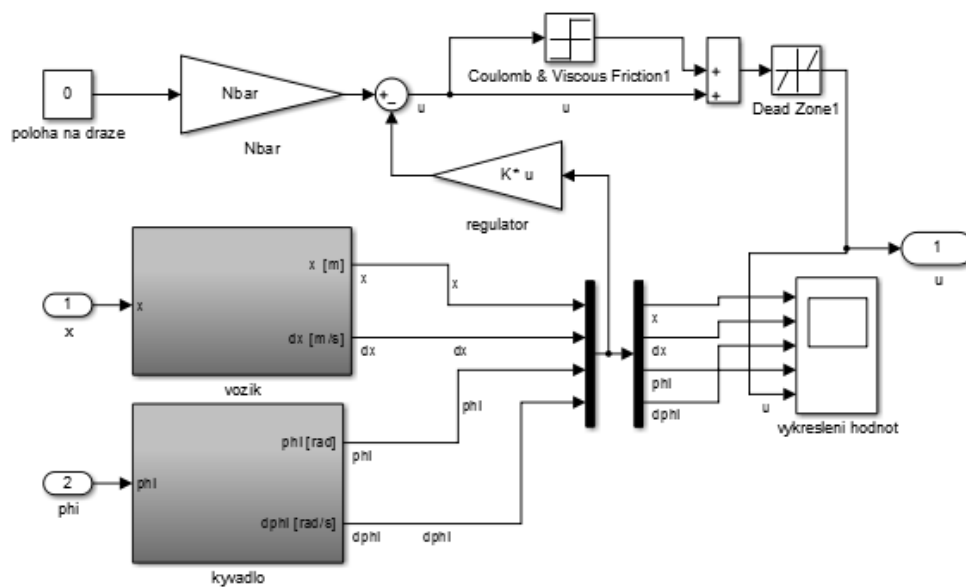 0
poloha na draze
Nbar
Nbar
+
−
u
Coulomb & Viscous Friction1
u
+
+
Dead Zone1
K* u
regulator
1
u
1
x
x
x [m]
x
x
dx [m/s]
dx
dx
vozik
2
phi
phi
phi [rad]
phi
phi
dphi [rad/s]
dphi
dphi
kyvadlo
x
dx
phi
dphi
u
vykresleni hodnot